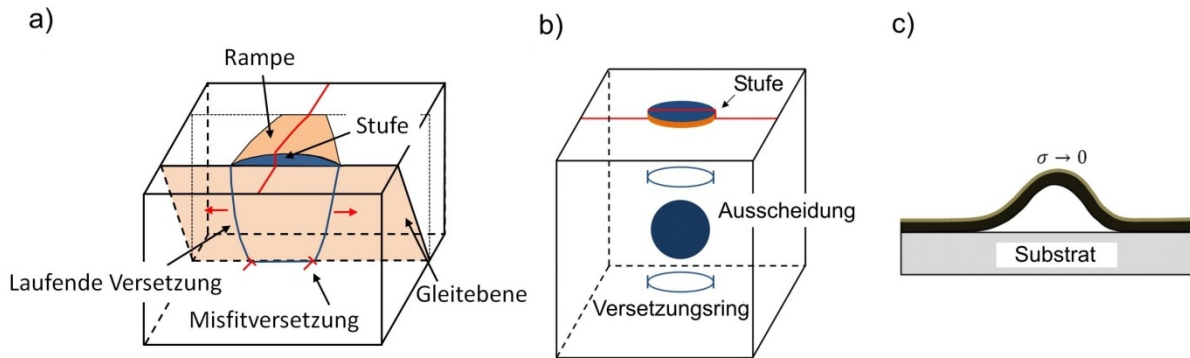 a)
Rampe
Stufe
Laufende Versetzung
Misfitversetzung
Gleitebene
b)
Stufe
Ausscheidung
Versetzungsring
c)
σ → 0
Substrat